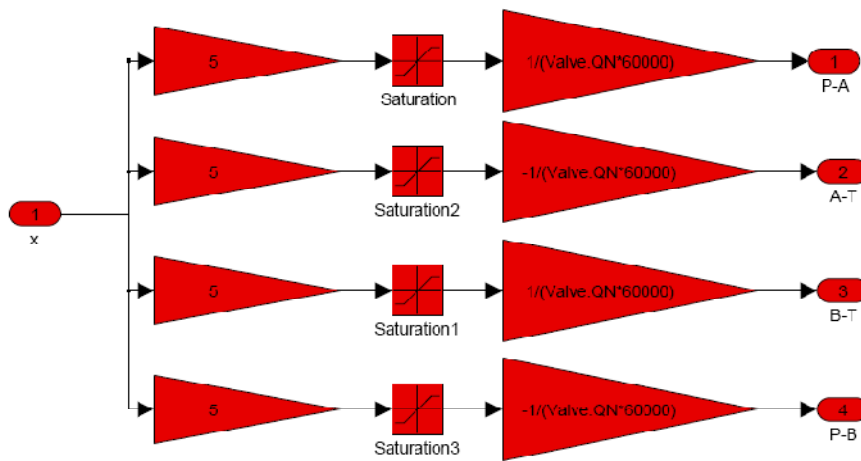 5
Saturation
1/(Valve.QN*60000)
1
P-A
5
Saturation2
-1/(Valve.QN*60000)
2
A-T
1
x
5
Saturation1
1/(Valve.QN*60000)
3
B-T
5
Saturation3
-1/(Valve.QN*60000)
4
P-B